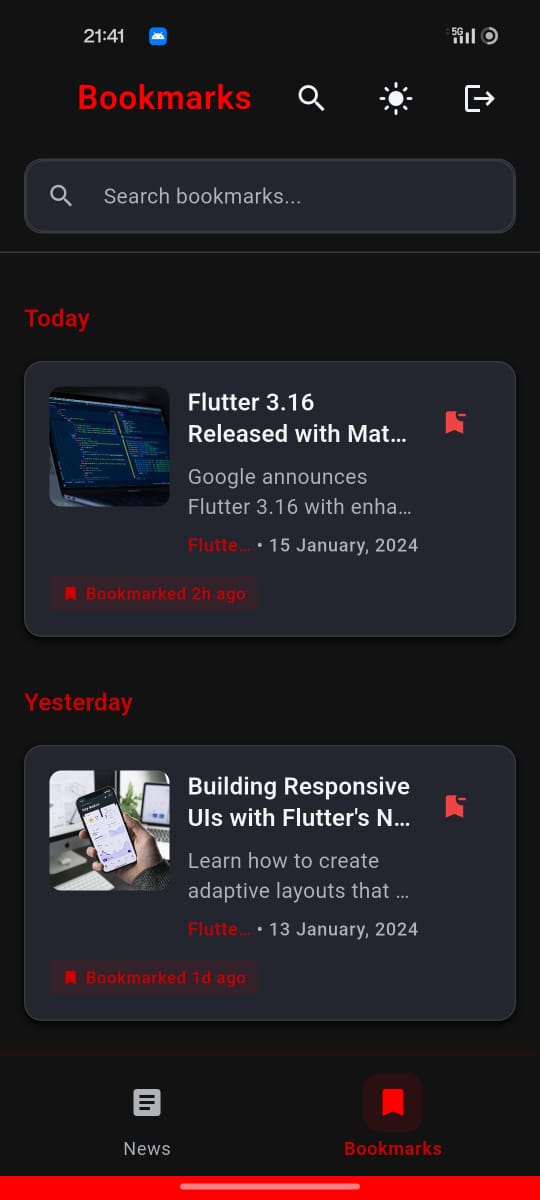 21:41
5G
Bookmarks
Search bookmarks...
Today
Flutter 3.16
Released with Mat...
Google announces
Flutter 3.16 with enha...
Flutte... • 15 January, 2024
Bookmarked 2h ago
Yesterday
Building Responsive
UIs with Flutter's N...
Learn how to create
adaptive layouts that ...
Flutte... • 13 January, 2024
Bookmarked 1d ago
News
Bookmarks